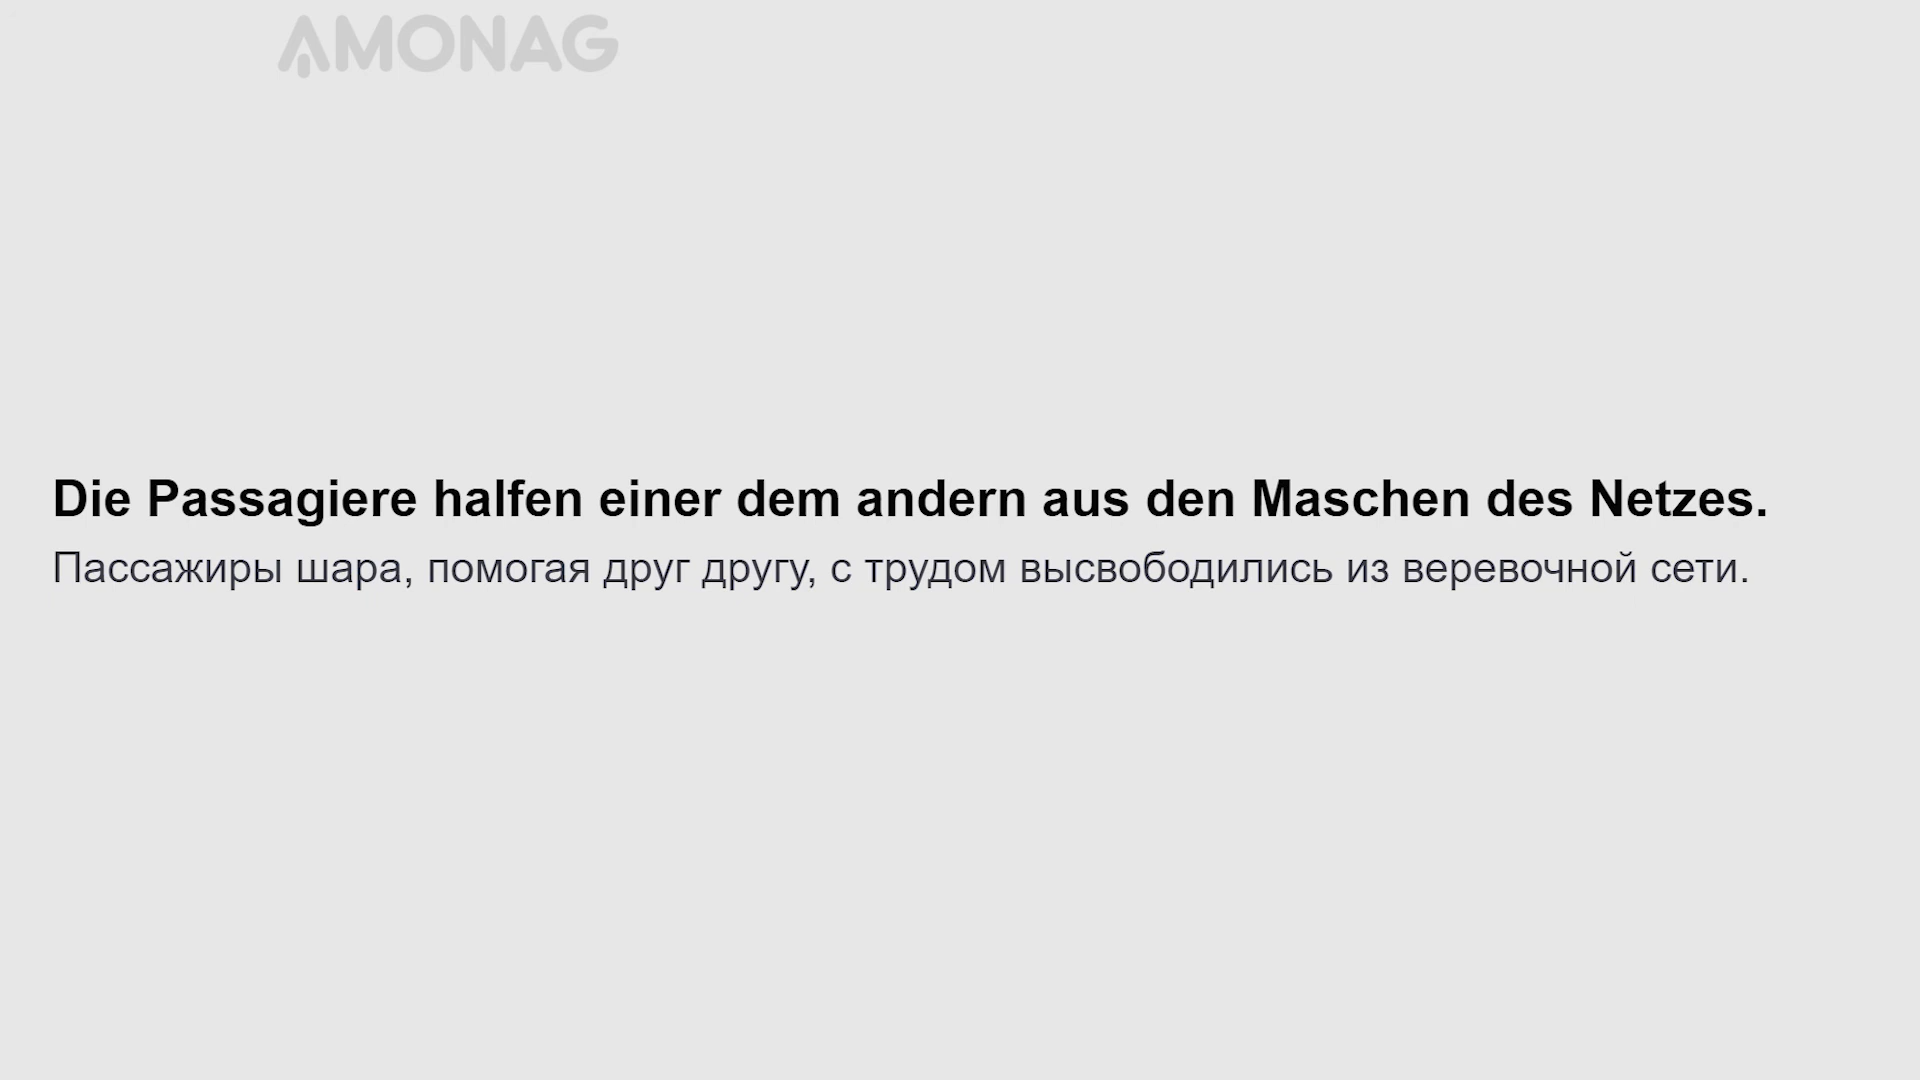 AMONAG
Die Passagiere halfen einer dem andern aus den Maschen des Netzes.
Пассажиры шара, помогая друг другу, с трудом высвободились из веревочной сети.